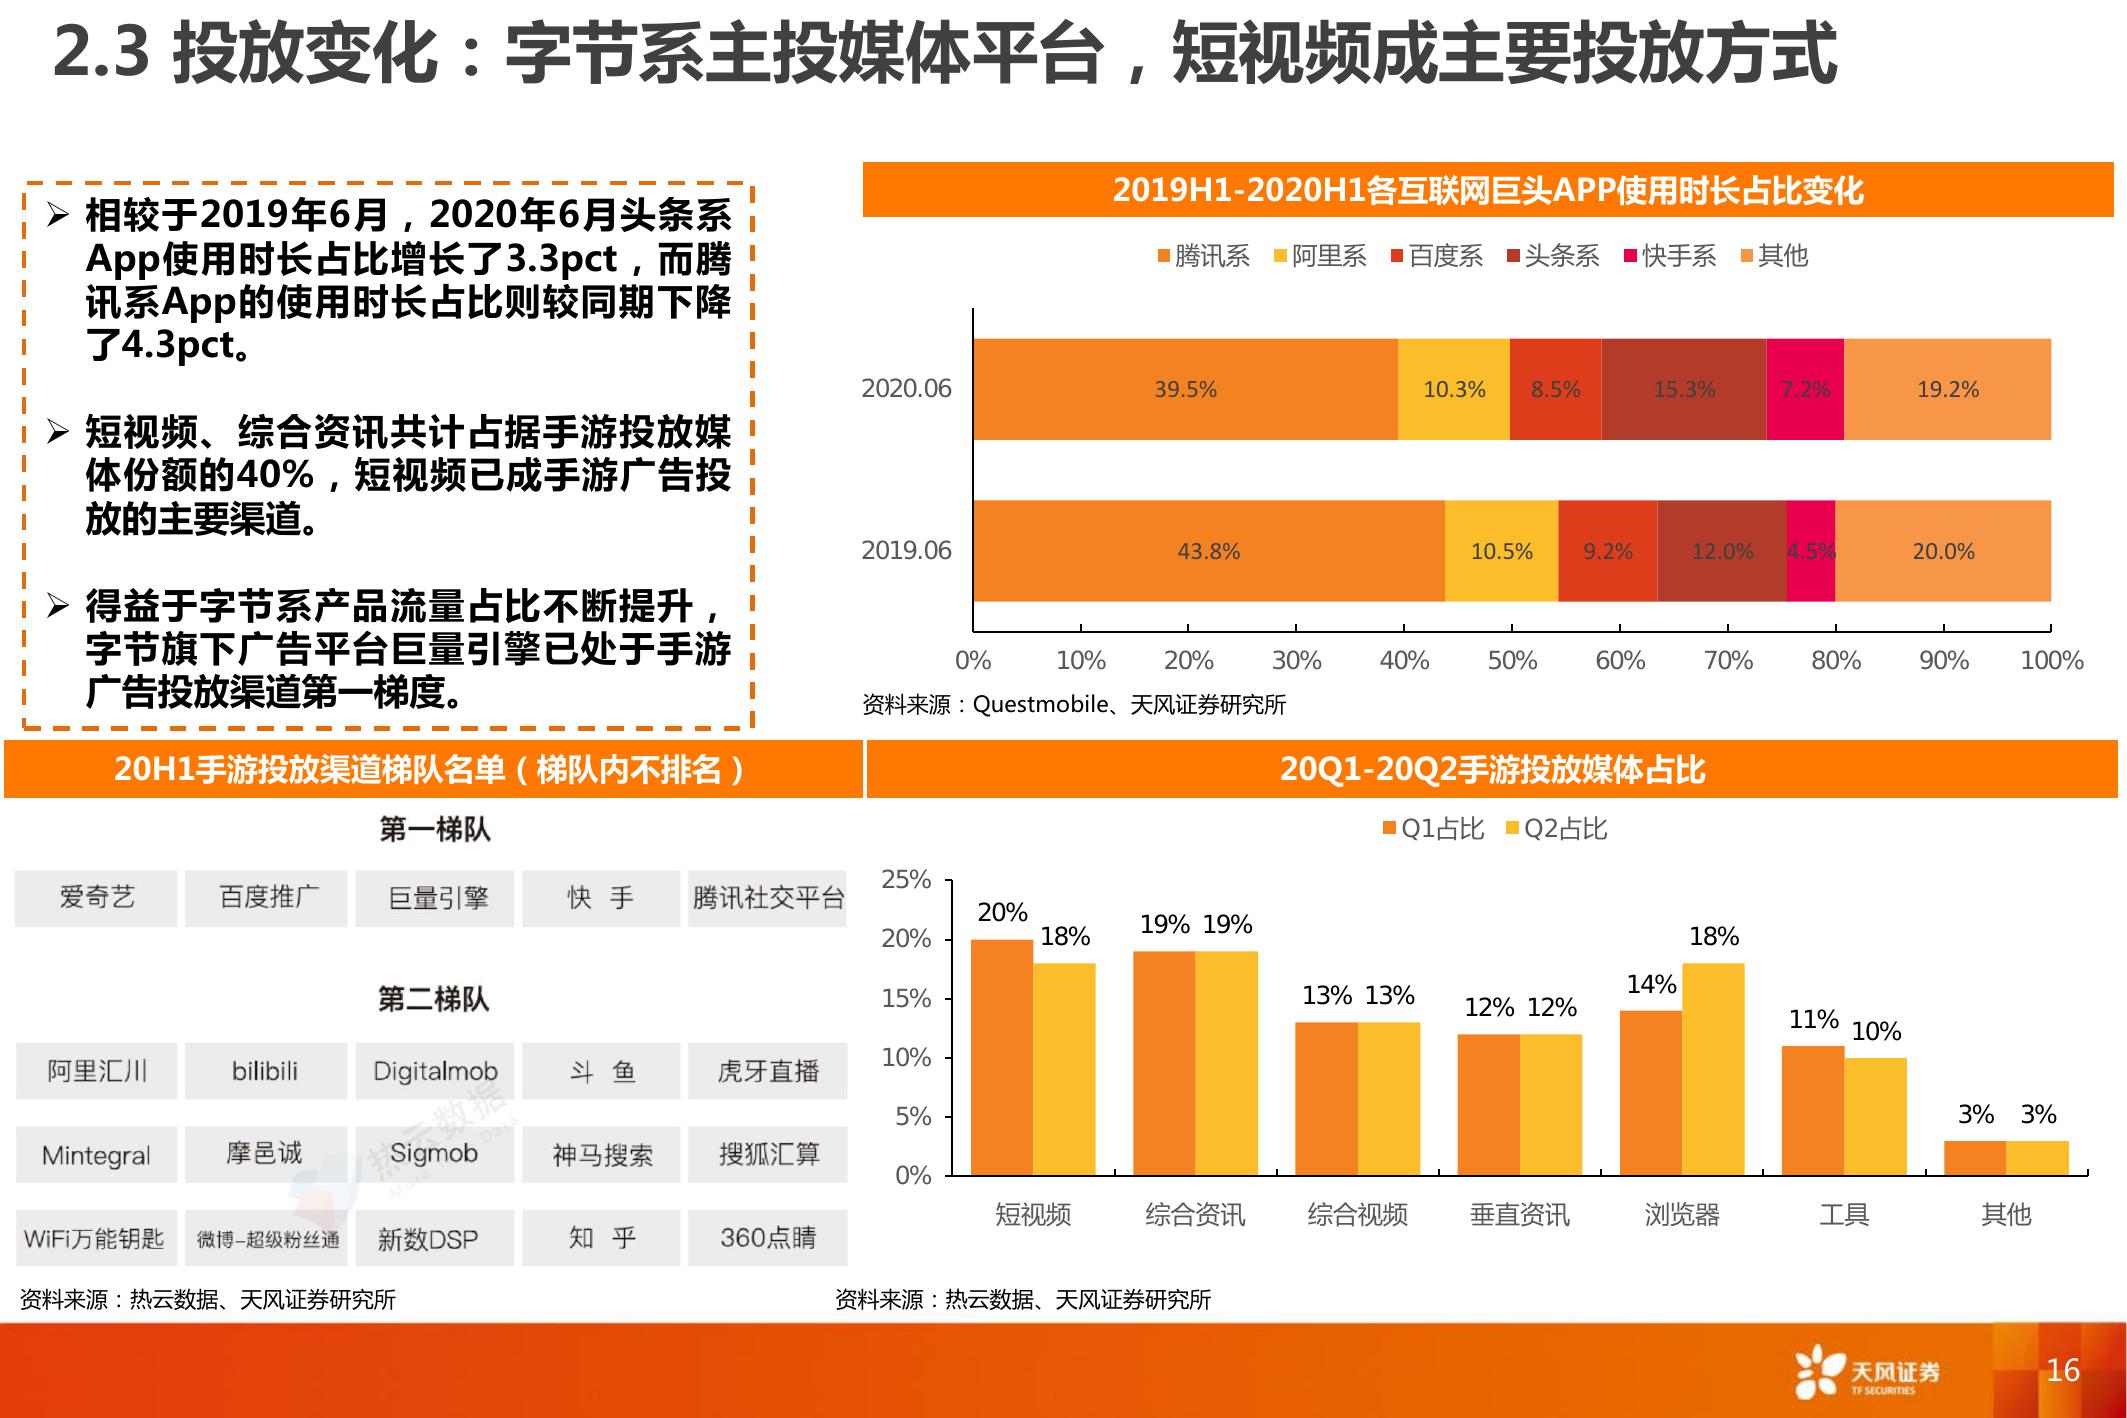 2.3 投放变化：字节系主投媒体平台，短视频成主要投放方式
➢ 相较于2019年6月，2020年6月头条系
App使用时长占比增长了3.3pct，而腾
讯系App的使用时长占比则较同期下降
了4.3pct。
➢ 短视频、综合资讯共计占据手游投放媒
体份额的40%，短视频已成手游广告投
放的主要渠道。
➢ 得益于字节系产品流量占比不断提升，
字节旗下广告平台巨量引擎已处于手游
广告投放渠道第一梯度。
2019H1-2020H1各互联网巨头APP使用时长占比变化
腾讯系 阿里系 百度系 头条系 快手系 其他
2020.06 39.5% 10.3% 8.5% 15.3% 7.2% 19.2%
2019.06 43.8% 10.5% 9.2% 12.0% 4.5% 20.0%
0% 10% 20% 30% 40% 50% 60% 70% 80% 90% 100%
资料来源：Questmobile、天风证券研究所
20H1手游投放渠道梯队名单（梯队内不排名）
第一梯队
爱奇艺 百度推广 巨量引擎 快 手 腾讯社交平台
第二梯队
阿里汇川 bilibili Digitalmob 斗 鱼 虎牙直播
Mintegral 摩邑诚 Sigmob 神马搜索 搜狐汇算
WiFi万能钥匙 微博-超级粉丝通 新数DSP 知 乎 360点睛
热云数据
资料来源：热云数据、天风证券研究所
20Q1-20Q2手游投放媒体占比
Q1占比 Q2占比
25%
20%
15%
10%
5%
0%
20% 18% 19% 19% 13% 13% 12% 12% 14% 18% 11% 10% 3% 3%
短视频 综合资讯 综合视频 垂直资讯 浏览器 工具 其他
资料来源：热云数据、天风证券研究所
天风证券
TF SECURITIES
16